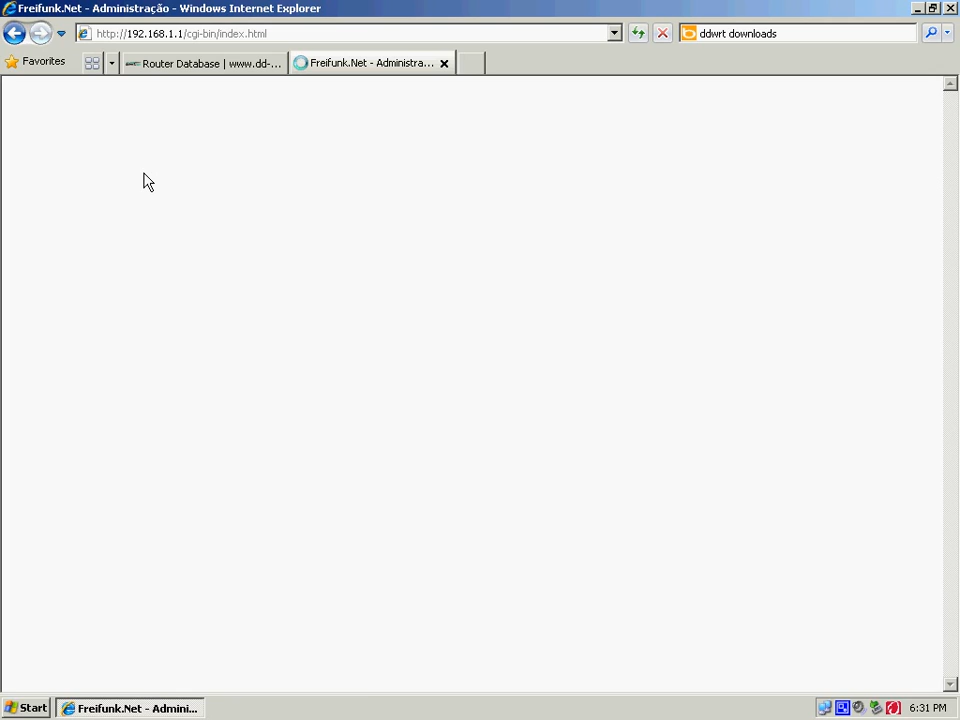 Freifunk.Net - Administração - Windows Internet Explorer
http://192.168.1.1/cgi-bin/index.html
ddwrt downloads
Favorites
Router Database | www.dd-...
Freifunk.Net - Administra...
Start
Freifunk.Net - Admini...
6:31 PM